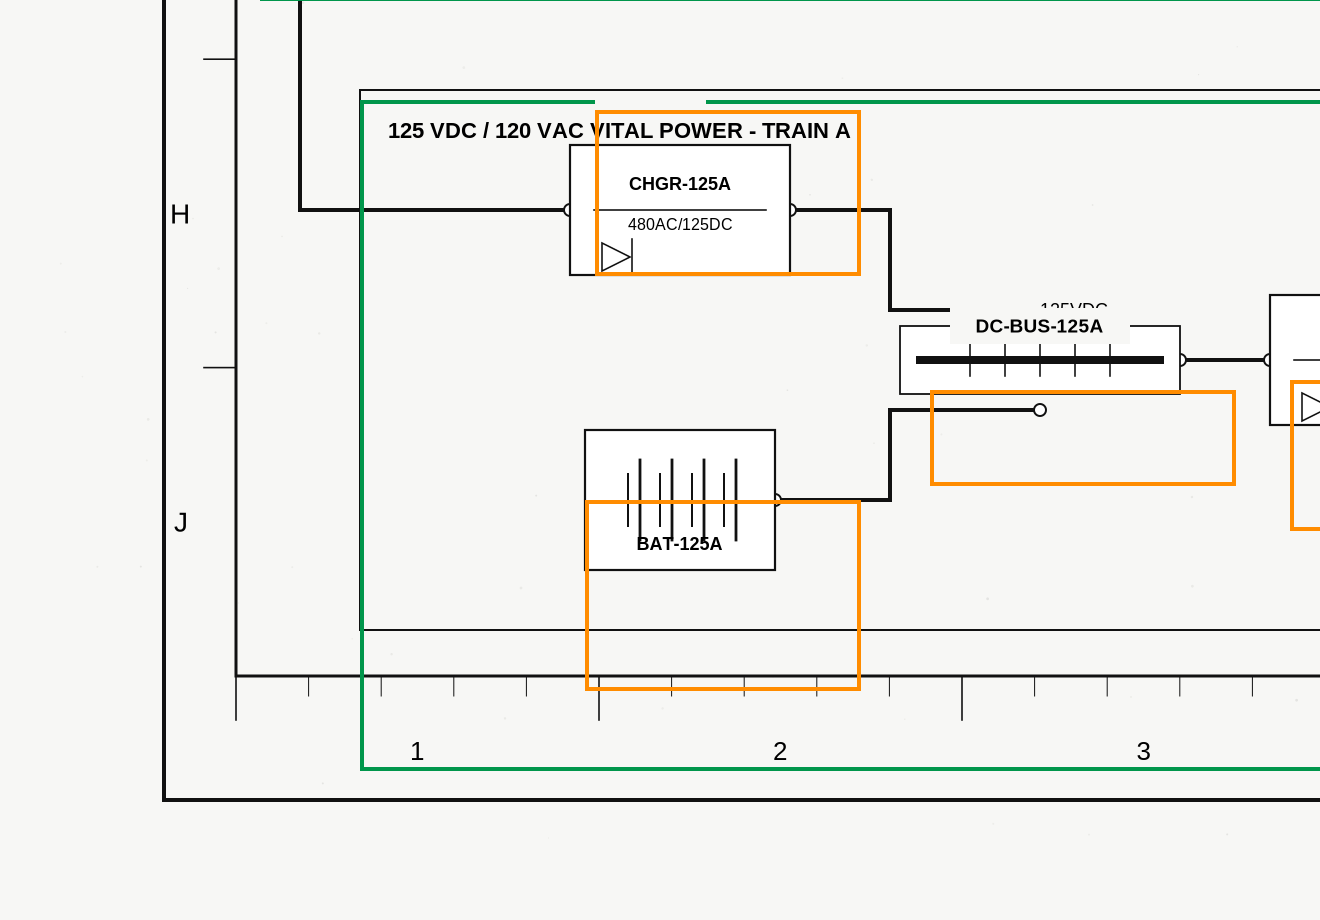 125 VDC / 120 VAC VITAL POWER - TRAIN A
CHGR-125A
H
480AC/125DC
125VDC
DC-BUS-125A
J
BAT-125A
1
2
3